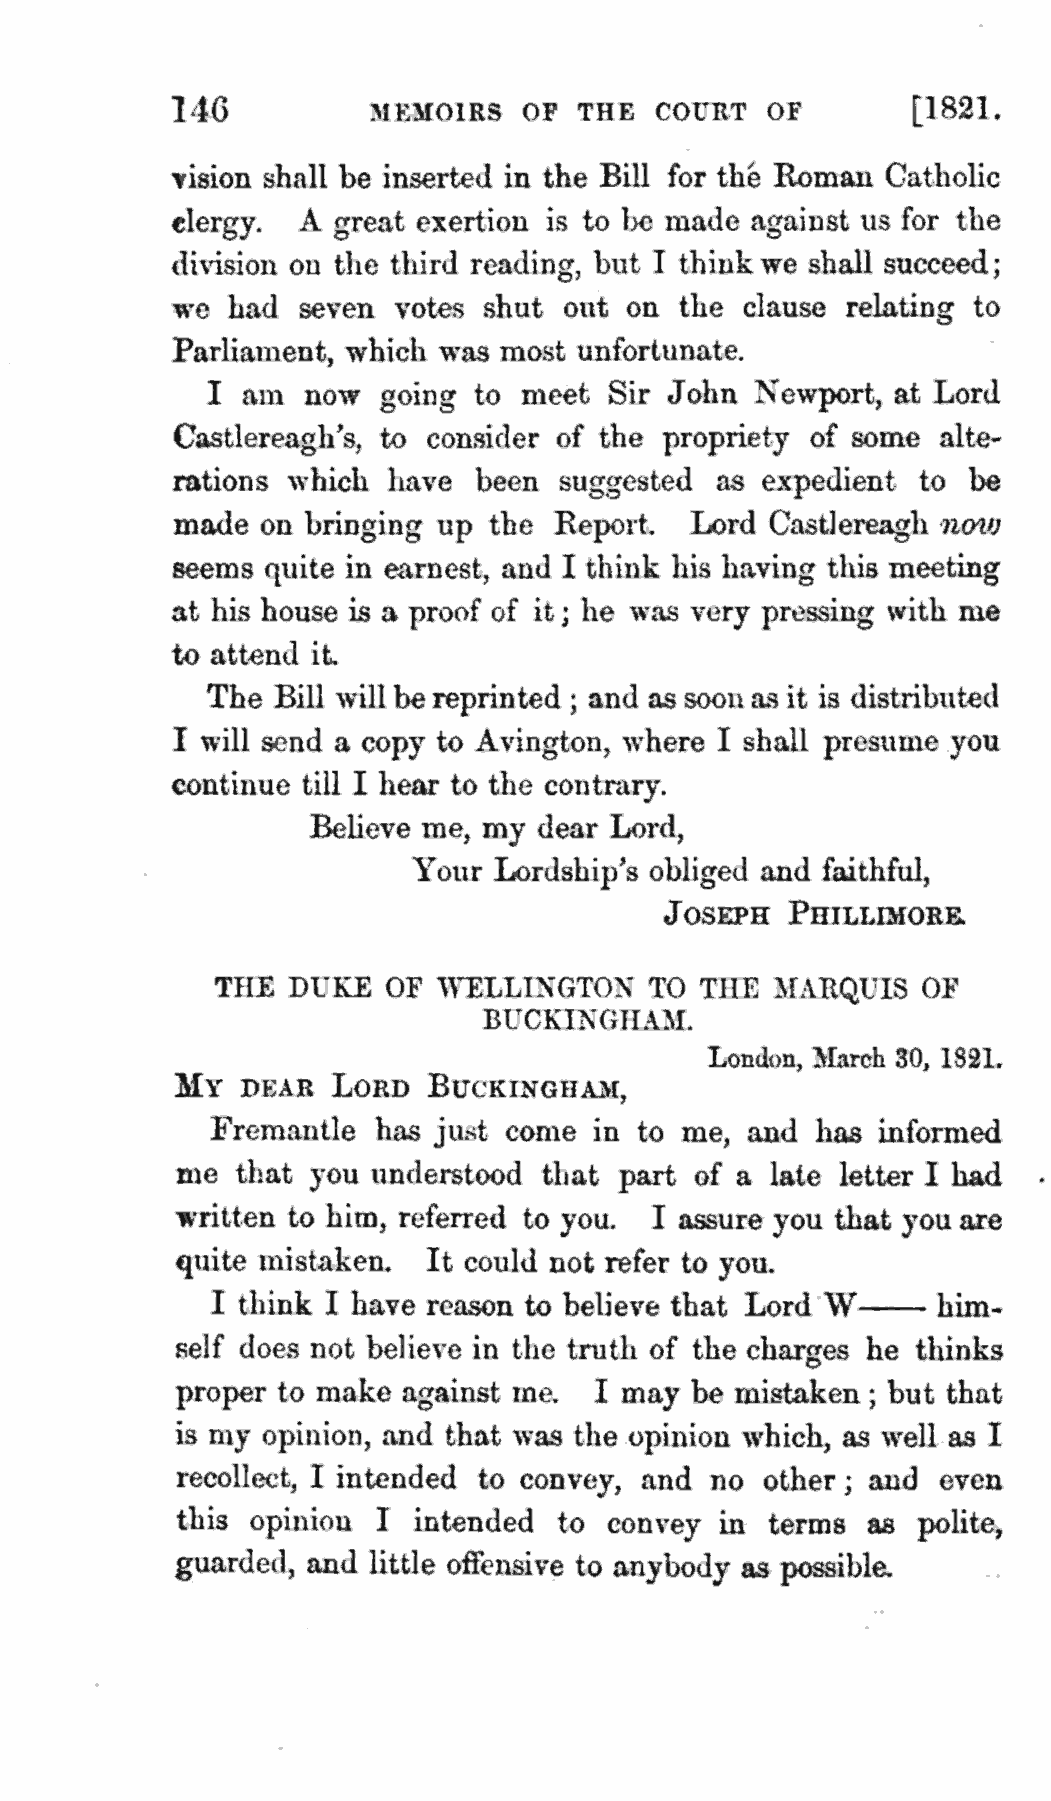 146 MEMOIRS OF THE COURT OF [1821.
vision shall be inserted in the Bill for the Roman Catholic
clergy. A great exertion is to be made against us for the
division on the third reading, but I think we shall succeed;
we had seven votes shut out on the clause relating to
Parliament, which was most unfortunate.
I am now going to meet Sir John Newport, at Lord
Castlereagh's, to consider of the propriety of some alte-
rations which have been suggested as expedient to be
made on bringing up the Report. Lord Castlereagh now
seems quite in earnest, and I think his having this meeting
at his house is a proof of it; he was very pressing with me
to attend it.
The Bill will be reprinted; and as soon as it is distributed
I will send a copy to Avington, where I shall presume you
continue till I hear to the contrary.
Believe me, my dear Lord,
Your Lordship's obliged and faithful,
JOSEPH PHILLIMORE.
THE DUKE OF WELLINGTON TO THE MARQUIS OF
BUCKINGHAM.
London, March 30, 1821.
MY DEAR LORD BUCKINGHAM,
Fremantle has just come in to me, and has informed
me that you understood that part of a late letter I had
written to him, referred to you. I assure you that you are
quite mistaken. It could not refer to you.
I think I have reason to believe that Lord W—— him-
self does not believe in the truth of the charges he thinks
proper to make against me. I may be mistaken; but that
is my opinion, and that was the opinion which, as well as I
recollect, I intended to convey, and no other; and even
this opinion I intended to convey in terms as polite,
guarded, and little offensive to anybody as possible.